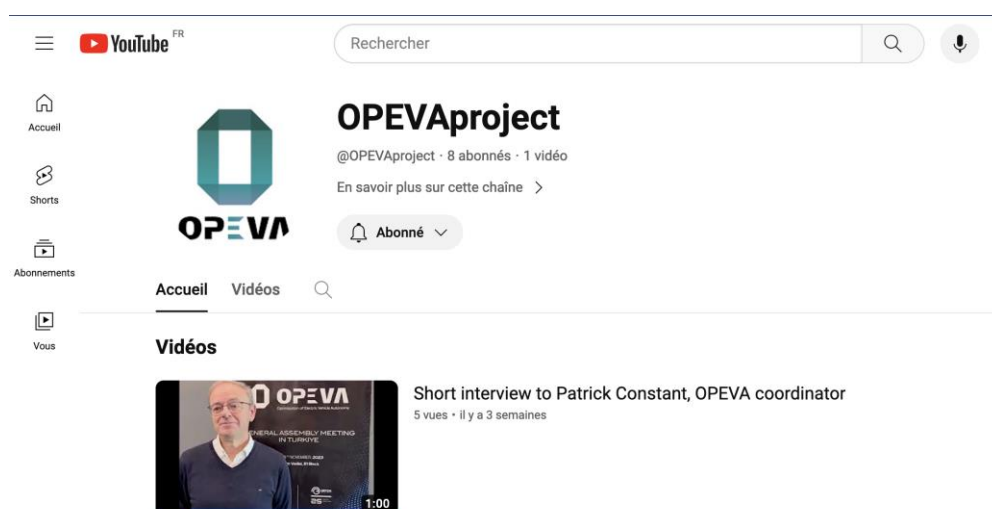 YouTube FR
Rechercher
Accueil
Shorts
Abonnements
Vous
OPEVA
OPEVAproject
@OPEVAproject · 8 abonnés · 1 vidéo
En savoir plus sur cette chaîne
Abonné
Accueil Vidéos
Vidéos
OPEVA
GENERAL ASSEMBLY MEETING
IN TURKIYE
1:00
Short interview to Patrick Constant, OPEVA coordinator
5 vues • il y a 3 semaines